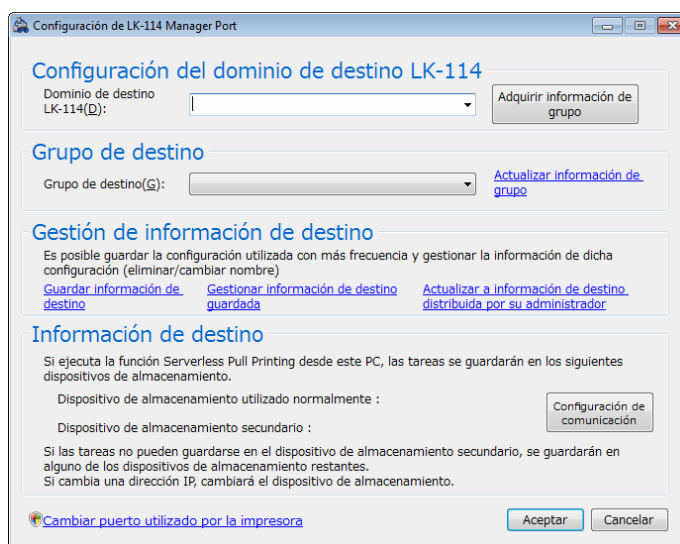 Configuración de LK-114 Manager Port
Configuración del dominio de destino LK-114
Dominio de destino
LK-114(D):
Adquirir información de
grupo
Grupo de destino
Grupo de destino(G):
Actualizar información de
grupo
Gestión de información de destino
Es posible guardar la configuración utilizada con más frecuencia y gestionar la información de dicha
configuración (eliminar/cambiar nombre)
Guardar información de
destino
Gestionar información de destino
guardada
Actualizar a información de destino
distribuida por su administrador
Información de destino
Si ejecuta la función Serverless Pull Printing desde este PC, las tareas se guardarán en los siguientes
dispositivos de almacenamiento.
Dispositivo de almacenamiento utilizado normalmente :
Dispositivo de almacenamiento secundario :
Configuración de
comunicación
Si las tareas no pueden guardarse en el dispositivo de almacenamiento secundario, se guardarán en
alguno de los dispositivos de almacenamiento restantes.
Si cambia una dirección IP, cambiará el dispositivo de almacenamiento.
Cambiar puerto utilizado por la impresora
Aceptar
Cancelar